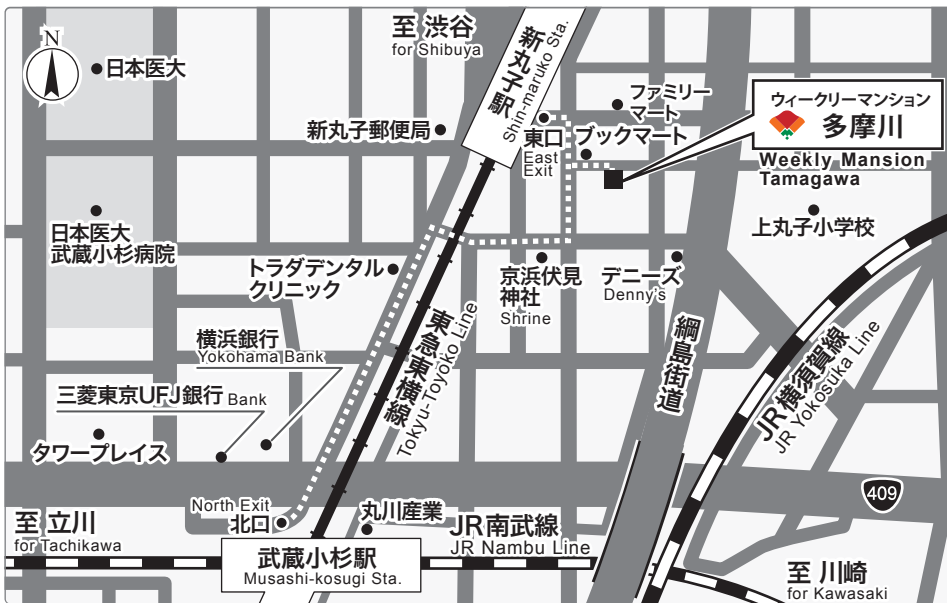 N
日本医大
至 渋谷
for Shibuya
新丸子駅
Shin-maruko Sta.
新丸子郵便局
東口
East
Exit
ファミリー
マート
ブックマート
ウィークリーマンション
多摩川
Weekly Mansion
Tamagawa
日本医大
武蔵小杉病院
上丸子小学校
トラダデンタル
クリニック
京浜伏見
神社
Shrine
デニーズ
Denny's
横浜銀行
Yokohama Bank
東急東横線
Tokyu-Toyoko Line
綱島街道
JR横須賀線
JR Yokosuka Line
三菱東京UFJ銀行 Bank
タワープレイス
409
North Exit
北口
丸川産業
至 立川
for Tachikawa
武蔵小杉駅
Musashi-kosugi Sta.
JR南武線
JR Nambu Line
至 川崎
for Kawasaki